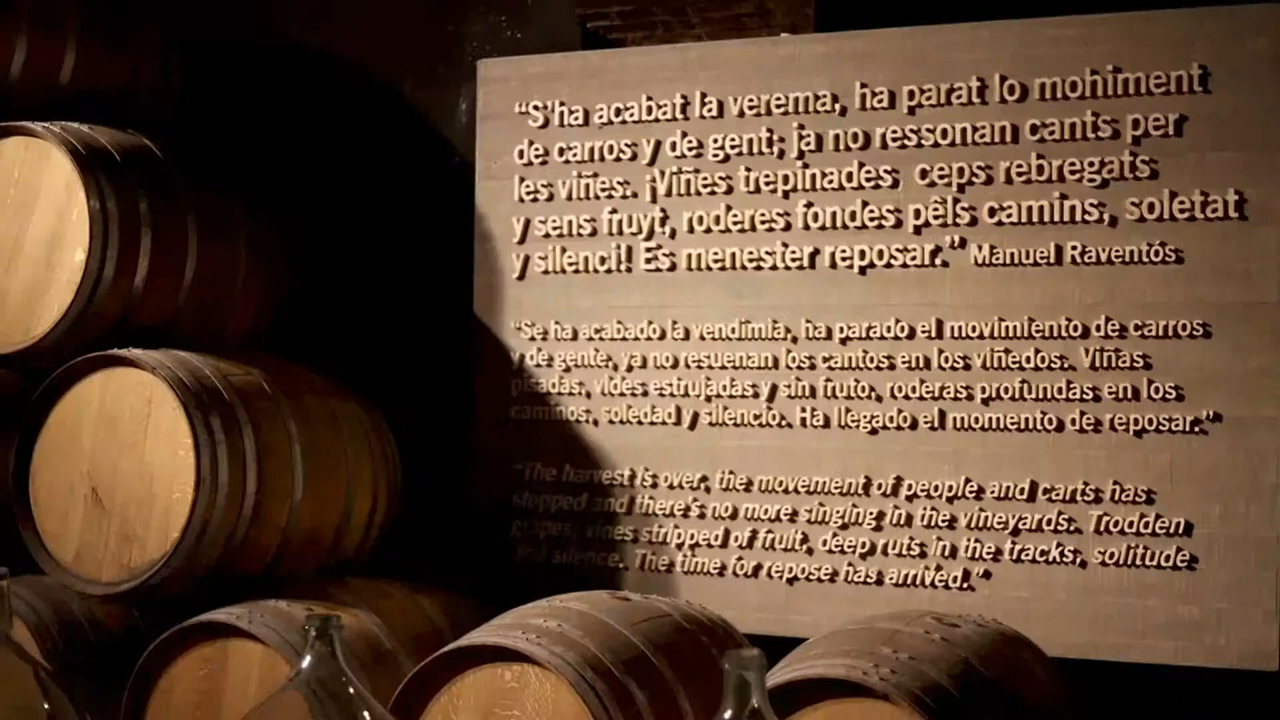 “S’ha acabat la verema, ha parat lo mohiment
de carros y de gent; ja no ressonan cants per
les viñes. ¡Viñes trepinades, ceps rebregats
y sens fruyt, roderes fondes pêls camins, soletat
y silenci! Es menester reposar.” Manuel Raventós
“Se ha acabado la vendimia, ha parado el movimiento de carros
y de gente, ya no resuenan los cantos en los viñedos. Viñas
pisadas, vides estrujadas y sin fruto, roderas profundas en los
caminos, soledad y silencio. Ha llegado el momento de reposar.”
“The harvest is over, the movement of people and carts has
stopped and there’s no more singing in the vineyards. Trodden
grapes, vines stripped of fruit, deep ruts in the tracks, solitude
and silence. The time for repose has arrived.”